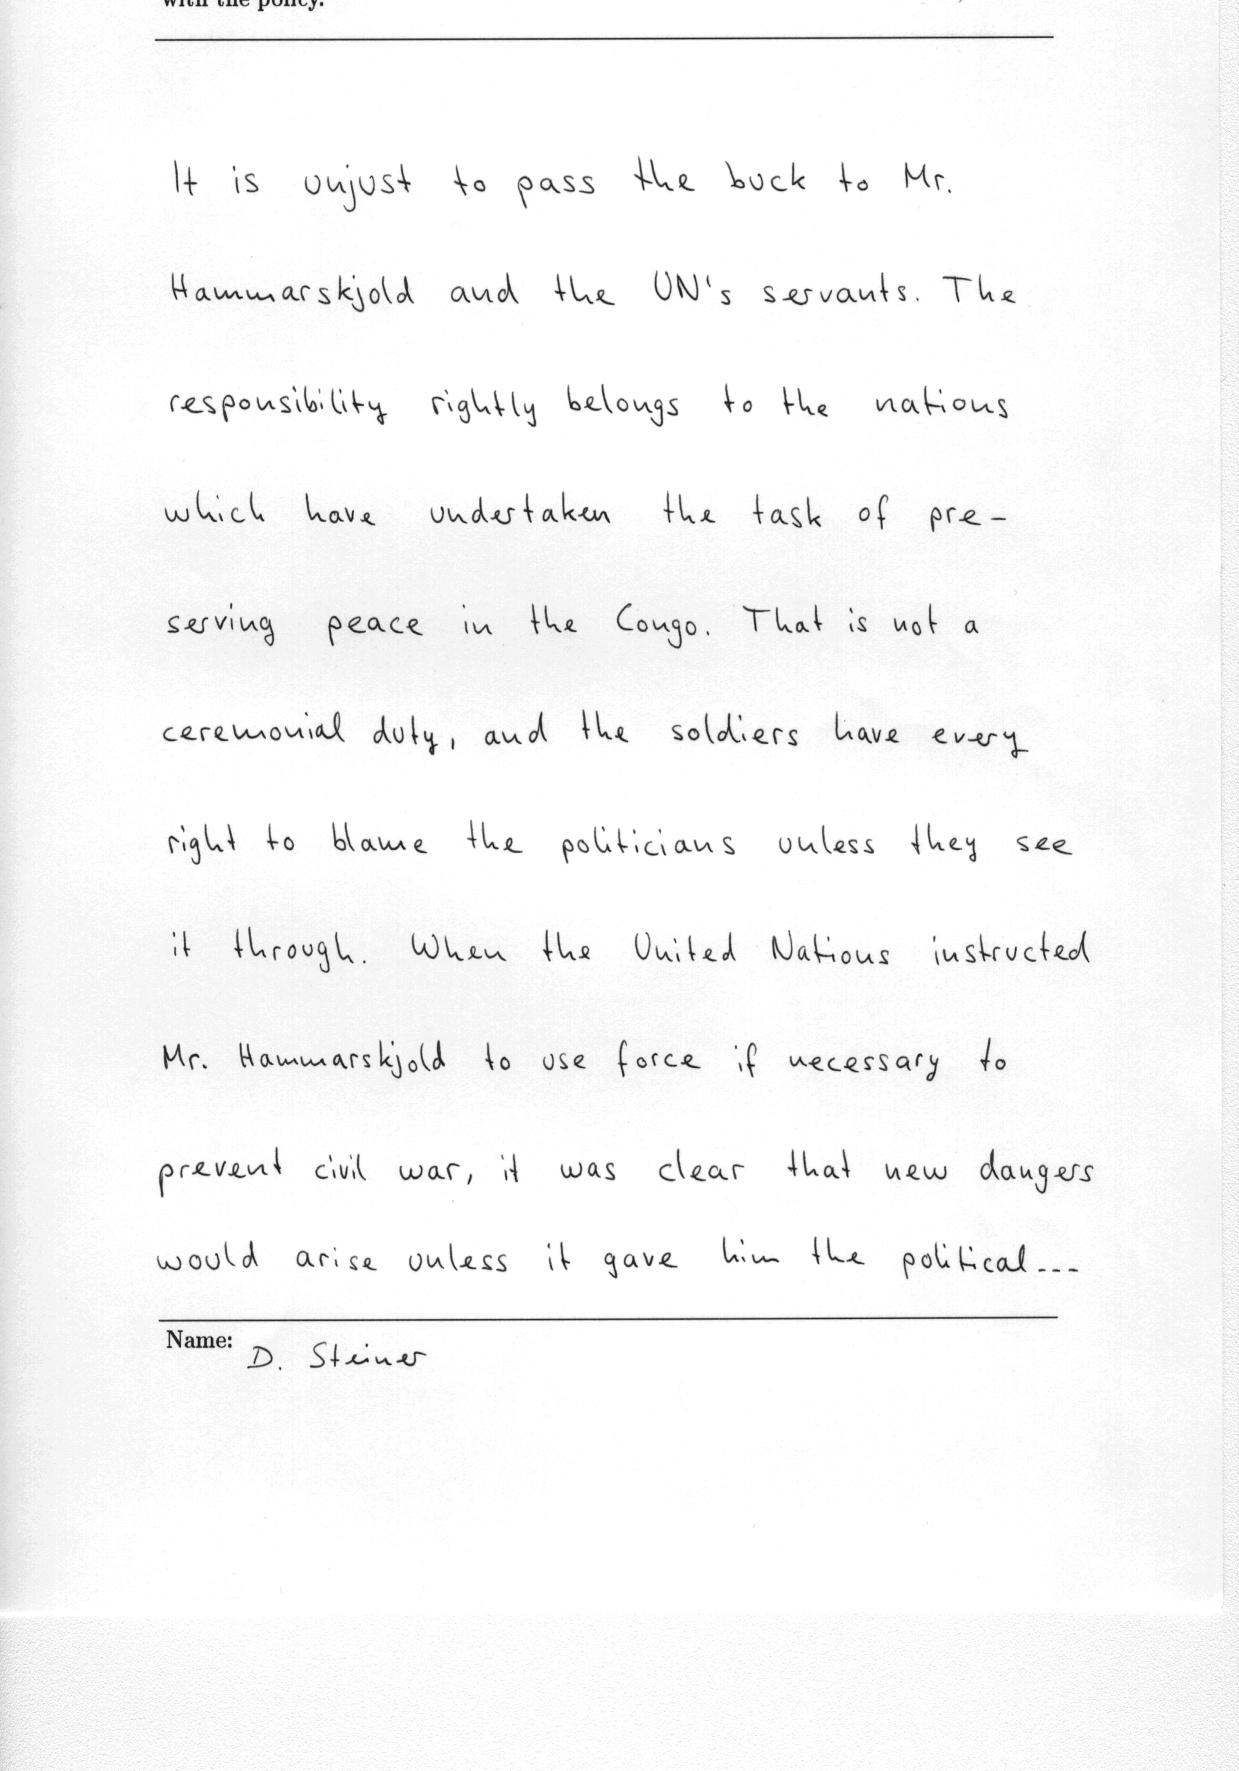 with the policy.
It is unjust to pass the buck to Mr.
Hammarskjold and the UN's servants. The
responsibility rightly belongs to the nations
which have undertaken the task of pre-
serving peace in the Congo. That is not a
ceremonial duty, and the soldiers have every
right to blame the politicians unless they see
it through. When the United Nations instructed
Mr. Hammarskjold to use force if necessary to
prevent civil war, it was clear that new dangers
would arise unless it gave him the political...
Name: D. Steiner